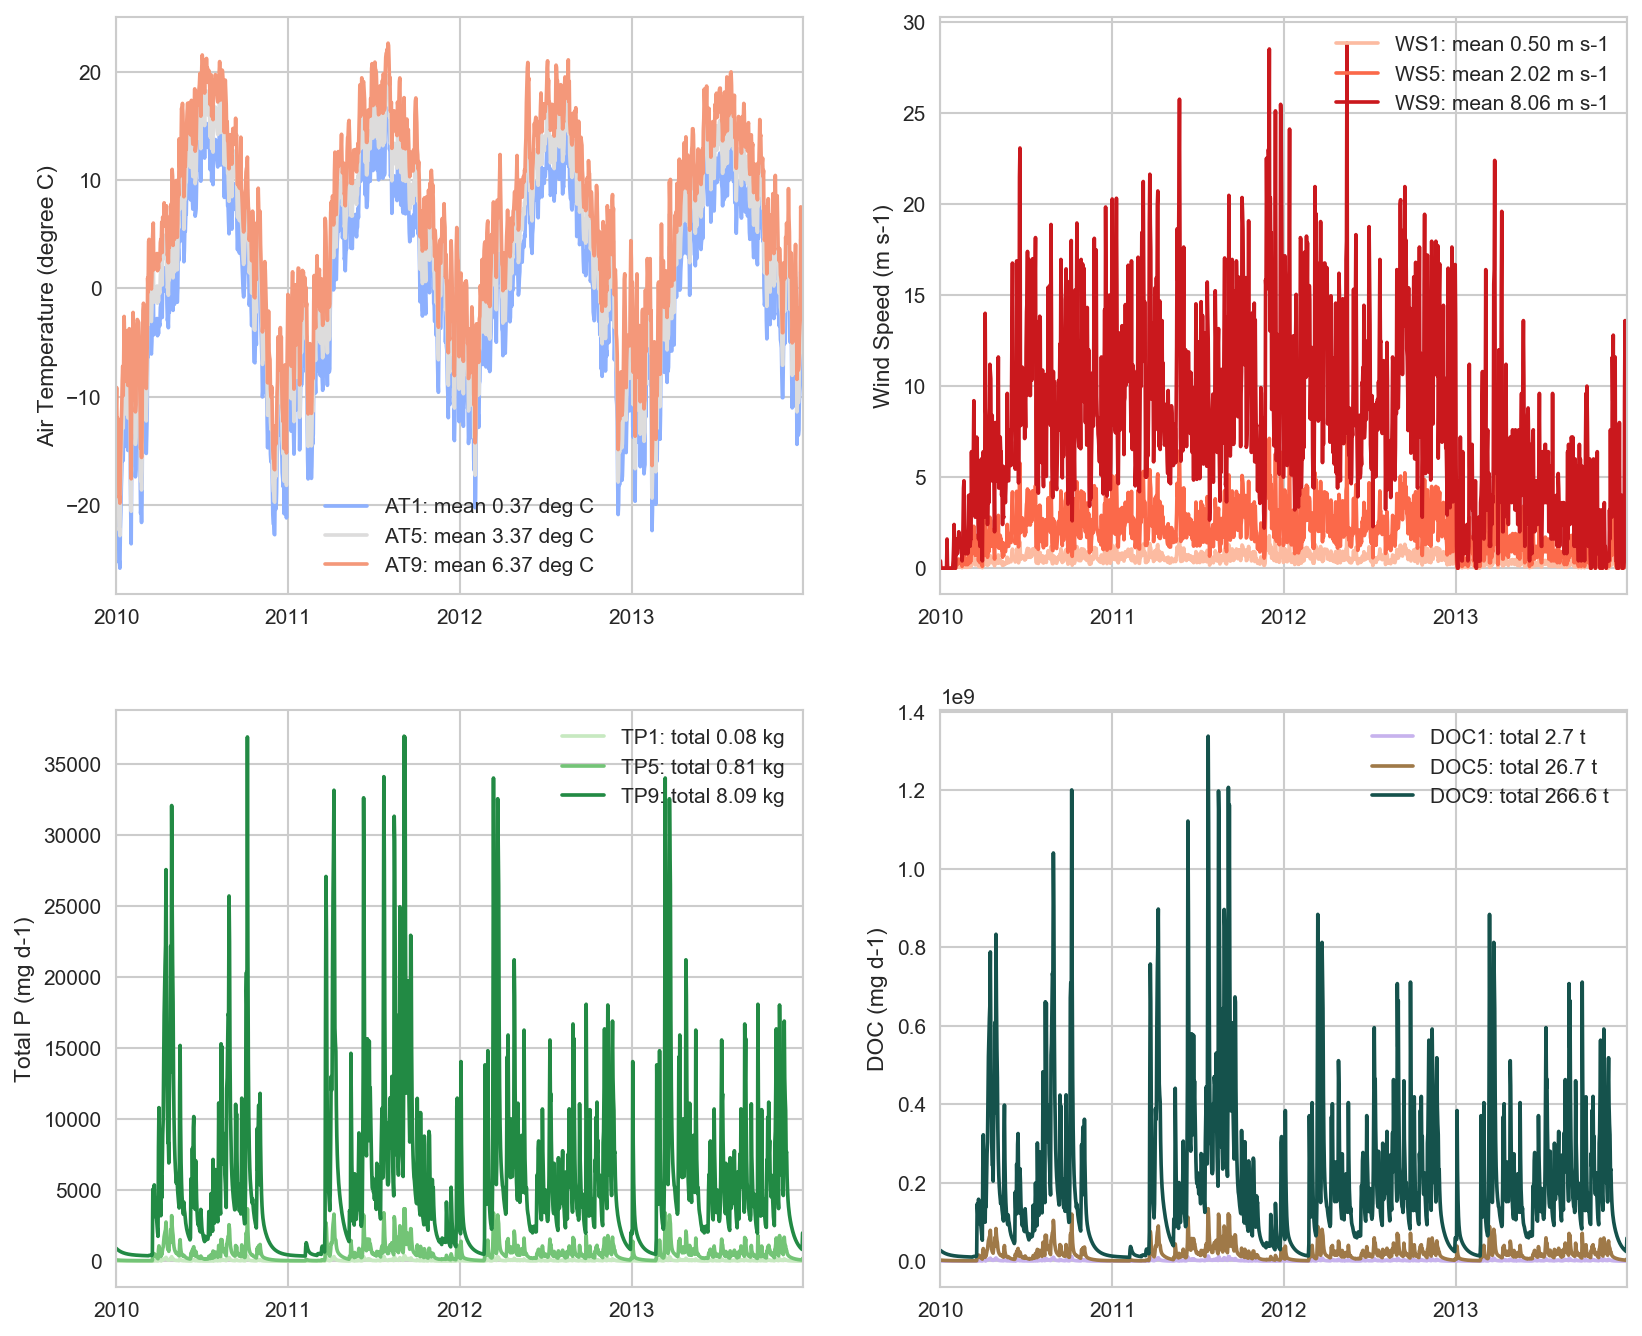 20
10
0
−10
−20
Air Temperature (degree C)
AT1: mean 0.37 deg C
AT5: mean 3.37 deg C
AT9: mean 6.37 deg C
2010
2011
2012
2013
30
25
20
15
10
5
0
Wind Speed (m s-1)
WS1: mean 0.50 m s-1
WS5: mean 2.02 m s-1
WS9: mean 8.06 m s-1
2010
2011
2012
2013
35000
30000
25000
20000
15000
10000
5000
0
Total P (mg d-1)
TP1: total 0.08 kg
TP5: total 0.81 kg
TP9: total 8.09 kg
2010
2011
2012
2013
1e9
1.4
1.2
1.0
0.8
0.6
0.4
0.2
0.0
DOC (mg d-1)
DOC1: total 2.7 t
DOC5: total 26.7 t
DOC9: total 266.6 t
2010
2011
2012
2013